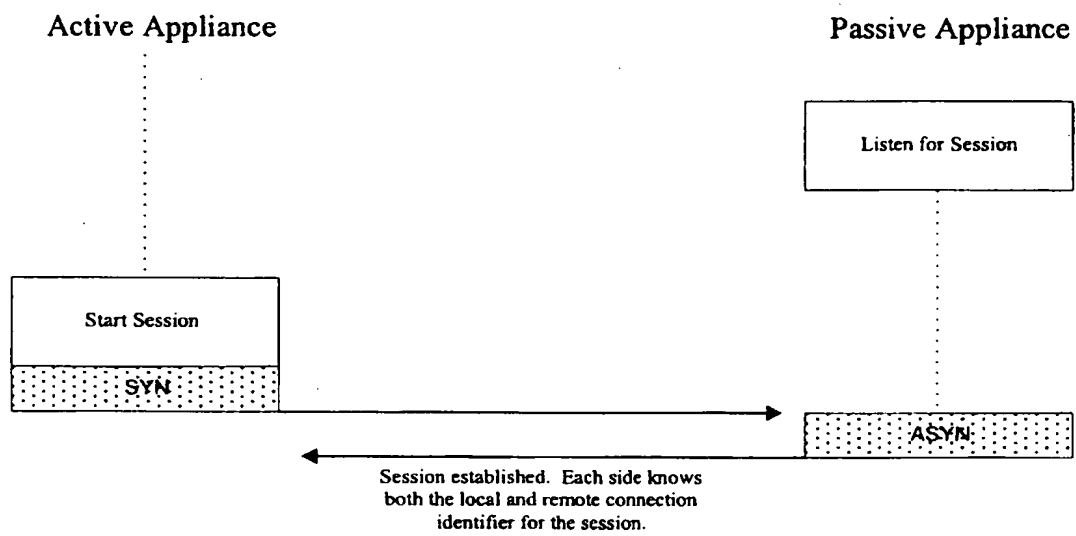 Active Appliance
Passive Appliance
Listen for Session
Start Session
SYN
ASYN
Session established. Each side knows
both the local and remote connection
identifier for the session.